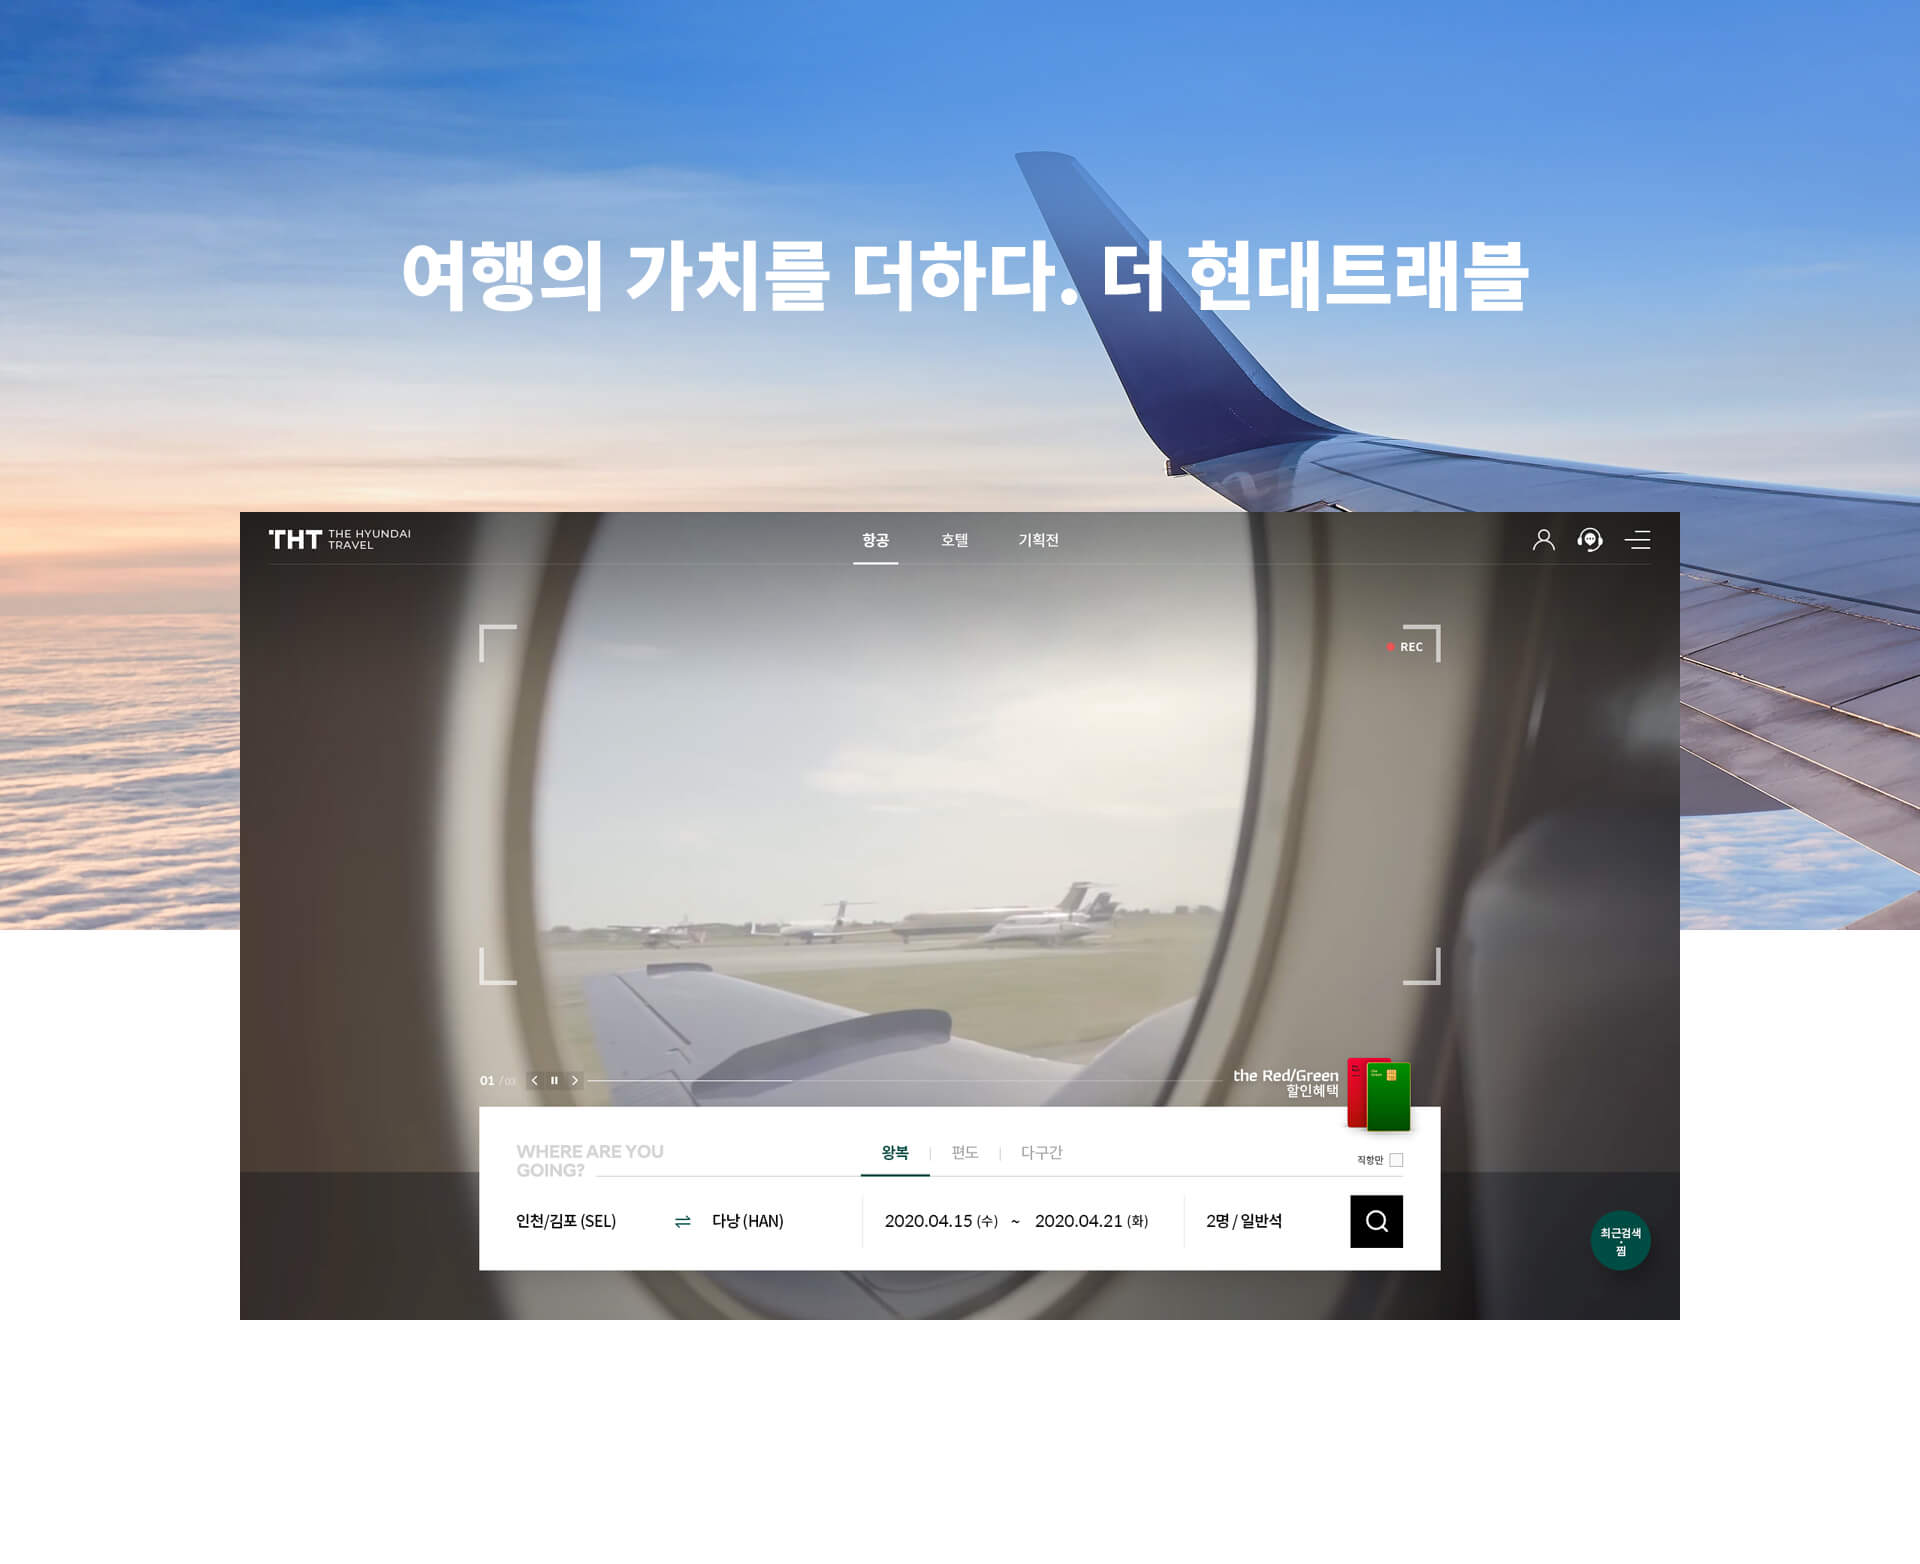 여행의 가치를 더하다. 더 현대트래블
THT THE HYUNDAI
TRAVEL
항공 호텔 기획전
REC
01 / 03
the Red/Green
할인혜택
WHERE ARE YOU
GOING?
왕복 편도 다구간
직항만
인천/김포 (SEL) 다낭 (HAN) 2020.04.15 (수) ~ 2020.04.21 (화) 2명 / 일반석
최근검색
•
찜